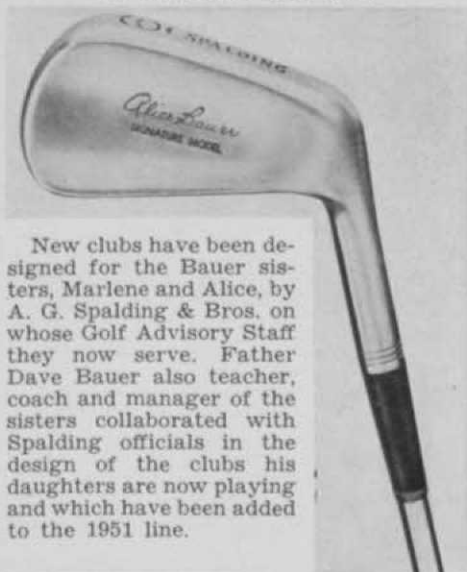 SPALDING
Alice Bauer
SIGNATURE MODEL
New clubs have been de-
signed for the Bauer sis-
ters, Marlene and Alice, by
A. G. Spalding & Bros. on
whose Golf Advisory Staff
they now serve. Father
Dave Bauer also teacher,
coach and manager of the
sisters collaborated with
Spalding officials in the
design of the clubs his
daughters are now playing
and which have been added
to the 1951 line.